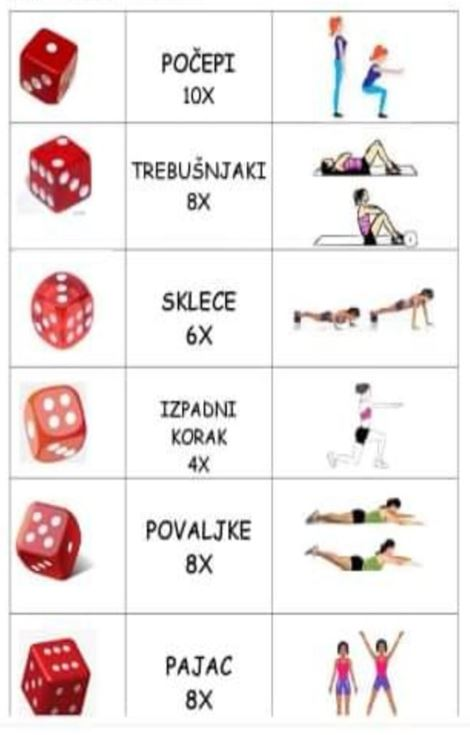 POČEPI
10X
TREBUŠNJAKI
8X
SKLECE
6X
IZPADNI
KORAK
4X
POVALJKE
8X
PAJAC
8X